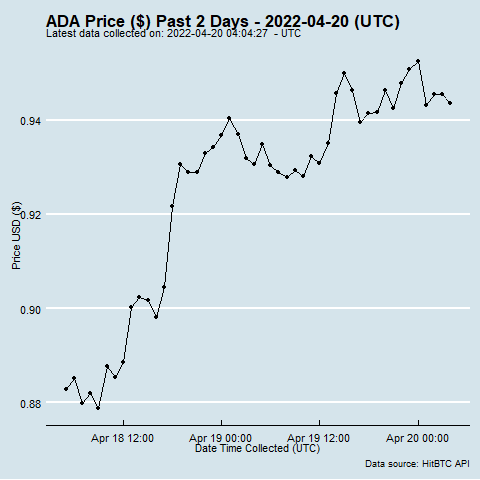 ADA Price ($) Past 2 Days - 2022-04-20 (UTC)
Latest data collected on: 2022-04-20 04:04:27 - UTC
0.94
0.92
0.90
0.88
Price USD ($)
Apr 18 12:00
Apr 19 00:00
Apr 19 12:00
Apr 20 00:00
Date Time Collected (UTC)
Data source: HitBTC API